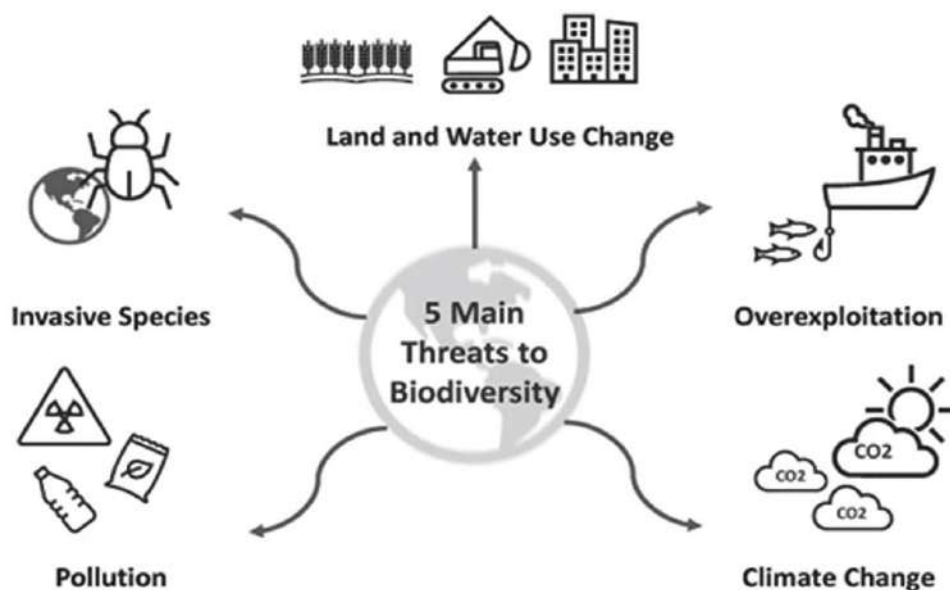 Land and Water Use Change
Invasive Species
5 Main
Threats to
Biodiversity
Overexploitation
CO2
CO2
CO2
Pollution
Climate Change